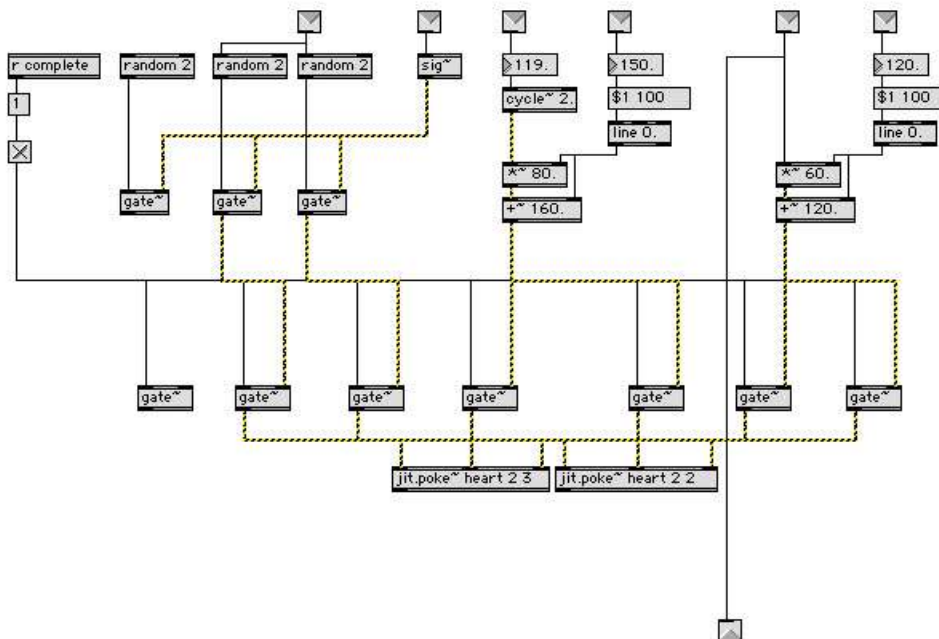 r complete
random 2
random 2
random 2
sig~
119.
150.
120.
1
cycle~ 2.
$1 100
$1 100
line 0.
line 0.
*~ 80.
*~ 60.
gate~
gate~
gate~
+~ 160.
+~ 120.
gate~
gate~
gate~
gate~
gate~
gate~
gate~
jit.poke~ heart 2 3
jit.poke~ heart 2 2